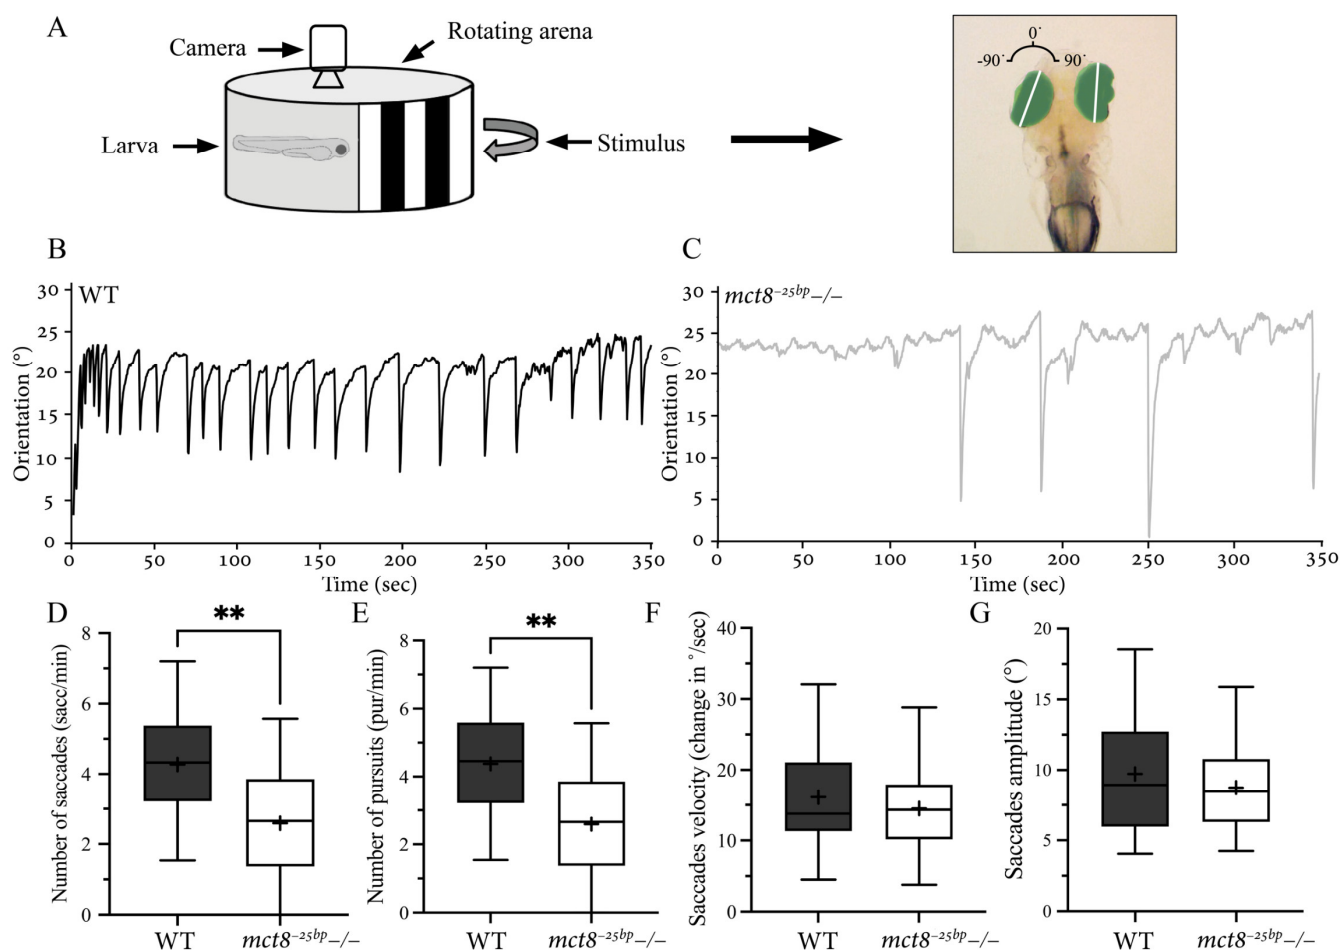 A
Camera
Rotating arena
Larva
Stimulus
0˙
-90˙
90˙
B
WT
30
25
20
15
10
5
0
Orientation (°)
0
50
100
150
200
250
300
350
Time (sec)
C
mct8⁻²⁵ᵇᵖ−/−
30
25
20
15
10
5
0
Orientation (°)
0
50
100
150
200
250
300
350
Time (sec)
D
**
8
6
4
2
0
Number of saccades (sacc/min)
WT
mct8⁻²⁵ᵇᵖ−/−
E
**
8
6
4
2
0
Number of pursuits (pur/min)
WT
mct8⁻²⁵ᵇᵖ−/−
F
40
30
20
10
0
Saccades velocity (change in ˚/sec)
WT
mct8⁻²⁵ᵇᵖ−/−
G
20
15
10
5
0
Saccades amplitude (°)
WT
mct8⁻²⁵ᵇᵖ−/−